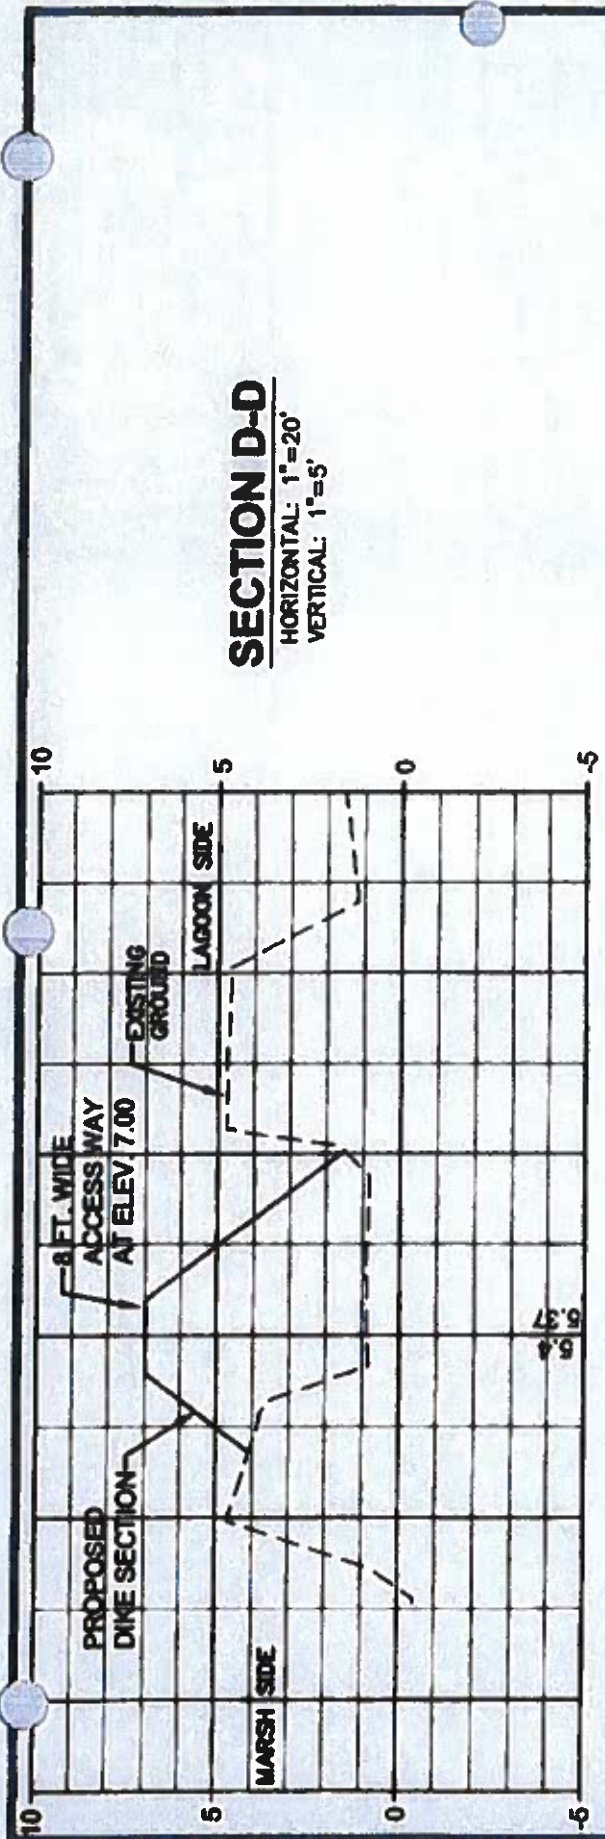 10
5
0
-5
MARSH SIDE
PROPOSED
DIKE SECTION
8 FT. WIDE
ACCESS WAY
AT ELEV. 7.00
EXISTING
GROUND
LAGOON SIDE
5.4
5.37
10
5
0
-5
SECTION D-D
HORIZONTAL: 1"=20'
VERTICAL: 1"=5'